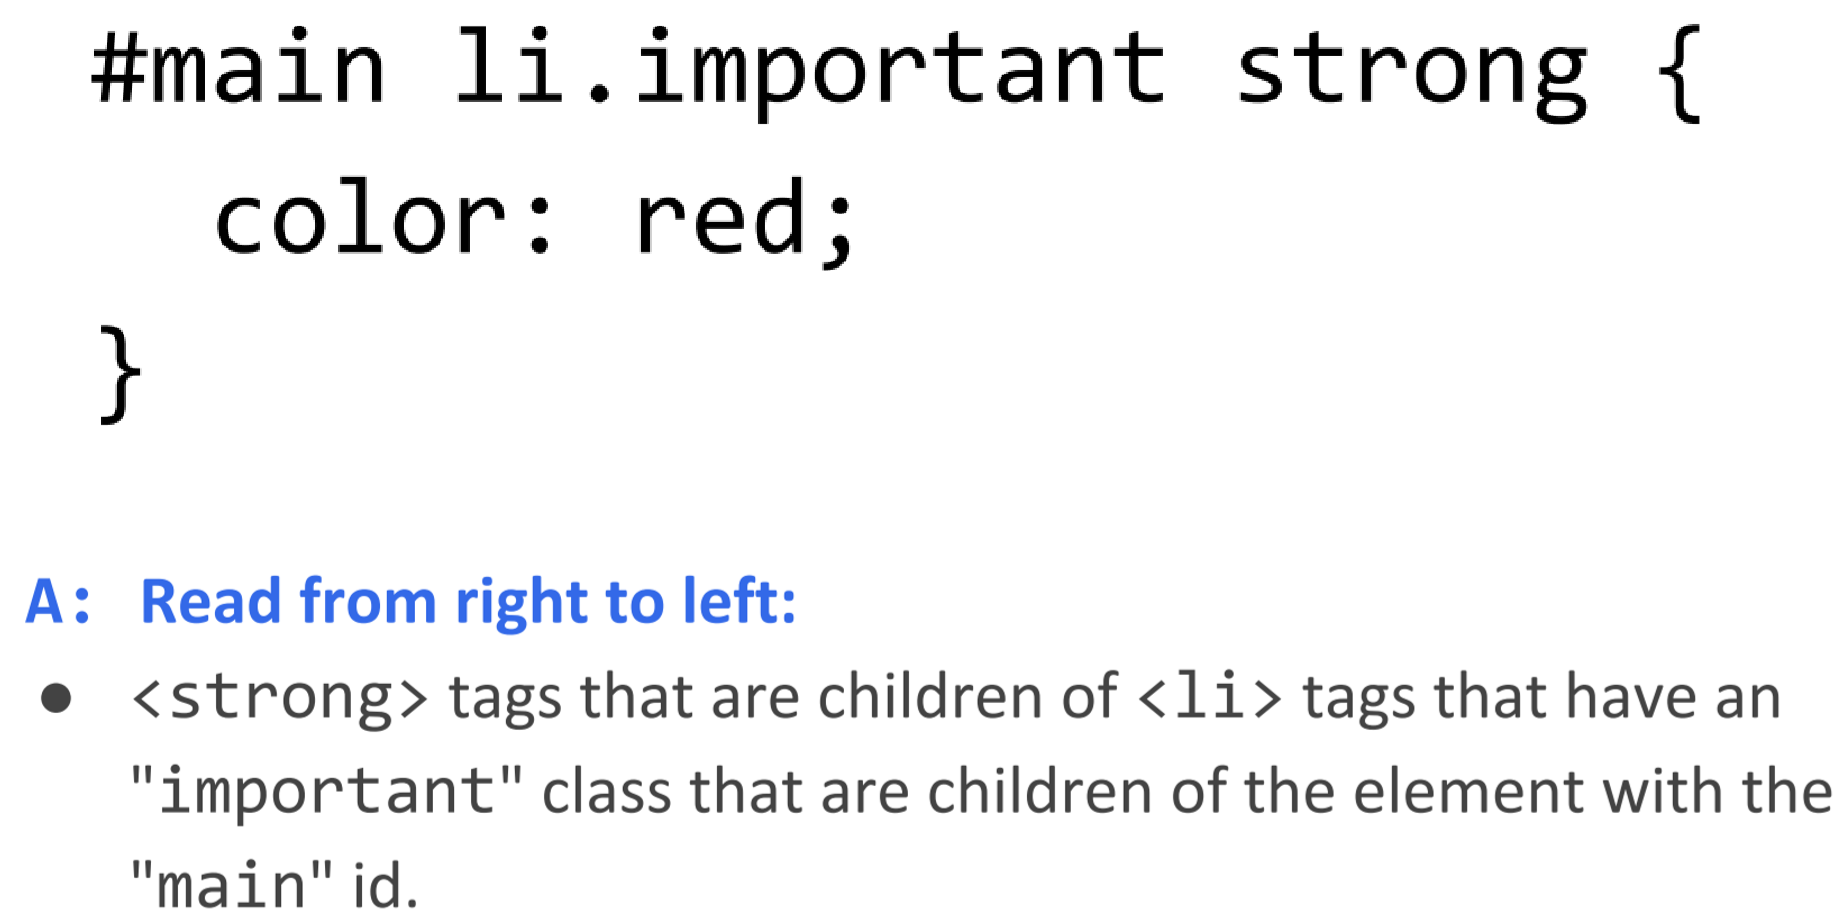 #main li.important strong {
  color: red;
}
A: Read from right to left:
● <strong> tags that are children of <li> tags that have an
"important" class that are children of the element with the
"main" id.